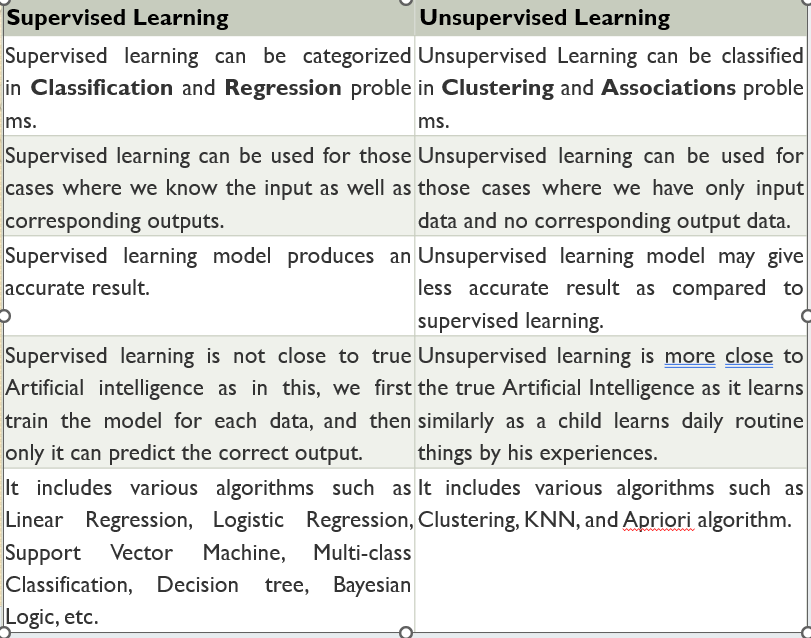 Supervised Learning
Unsupervised Learning
Supervised learning can be categorized
in Classification and Regression proble
ms.
Unsupervised Learning can be classified
in Clustering and Associations proble
ms.
Supervised learning can be used for those
cases where we know the input as well as
corresponding outputs.
Unsupervised learning can be used for
those cases where we have only input
data and no corresponding output data.
Supervised learning model produces an
accurate result.
Unsupervised learning model may give
less accurate result as compared to
supervised learning.
Supervised learning is not close to true
Artificial intelligence as in this, we first
train the model for each data, and then
only it can predict the correct output.
Unsupervised learning is more close to
the true Artificial Intelligence as it learns
similarly as a child learns daily routine
things by his experiences.
It includes various algorithms such as
Linear Regression, Logistic Regression,
Support Vector Machine, Multi-class
Classification, Decision tree, Bayesian
Logic, etc.
It includes various algorithms such as
Clustering, KNN, and Apriori algorithm.